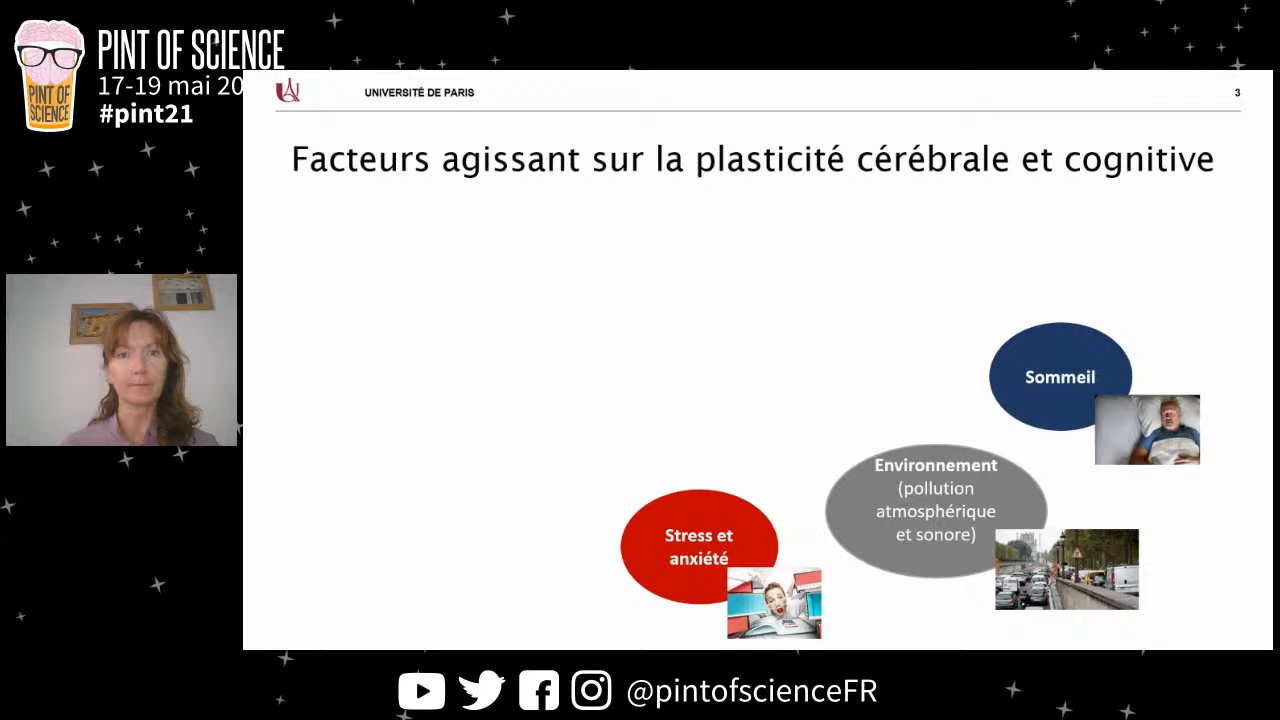 PINT OF SCIENCE
17-19 mai 20
#pint21
PINT OF
SCIENCE
UNIVERSITÉ DE PARIS
3
Facteurs agissant sur la plasticité cérébrale et cognitive
Sommeil
Environnement
(pollution
atmosphérique
et sonore)
Stress et
anxiété
@pintofscienceFR